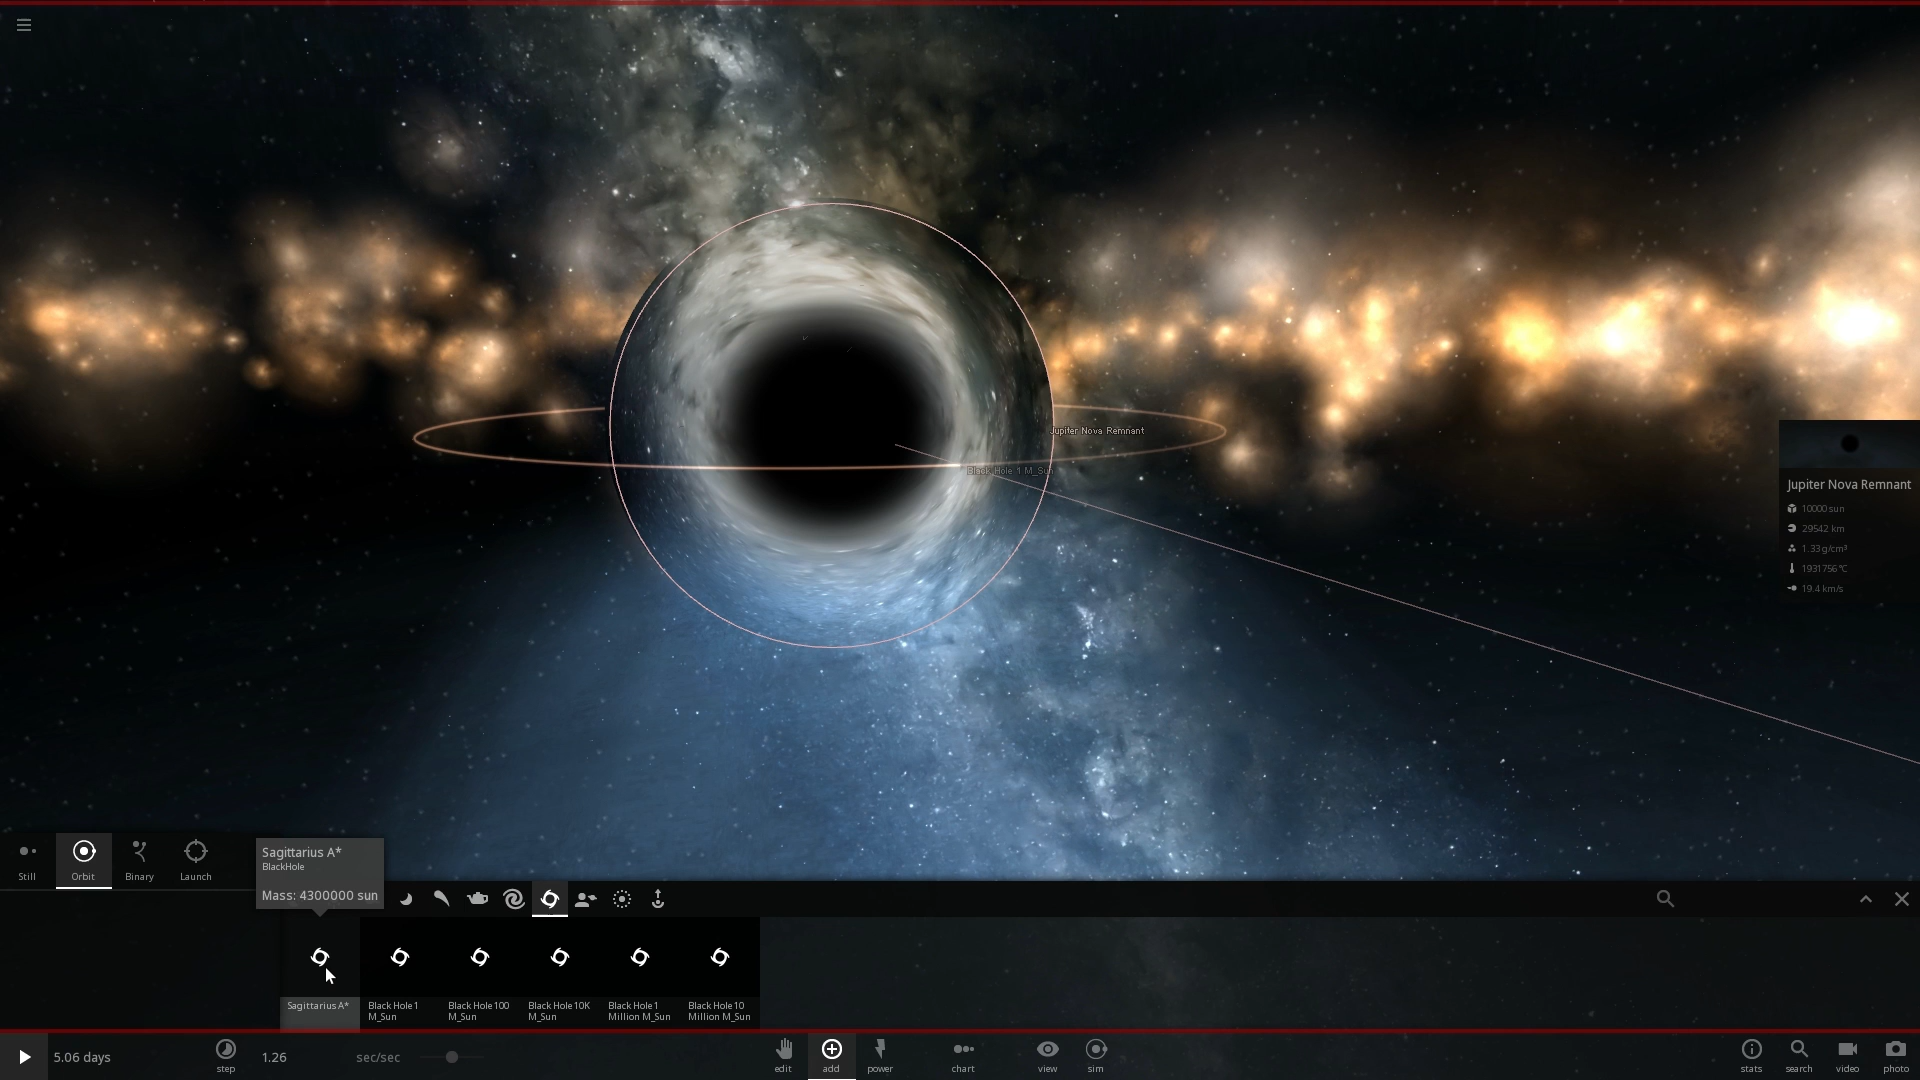 Jupiter Nova Remnant
Black Hole 1 M_Sun
Jupiter Nova Remnant
10000 sun
29542 km
1.33 g/cm³
1931756 °C
19.4 km/s
Still
Orbit
Binary
Launch
Sagittarius A*
BlackHole
Mass: 4300000 sun
Sagittarius A*
Black Hole 1
M_Sun
Black Hole 100
M_Sun
Black Hole 10K
M_Sun
Black Hole 1
Million M_Sun
Black Hole 10
Million M_Sun
5.06 days
step
1.26
sec/sec
edit
add
power
chart
view
sim
stats
search
video
photo